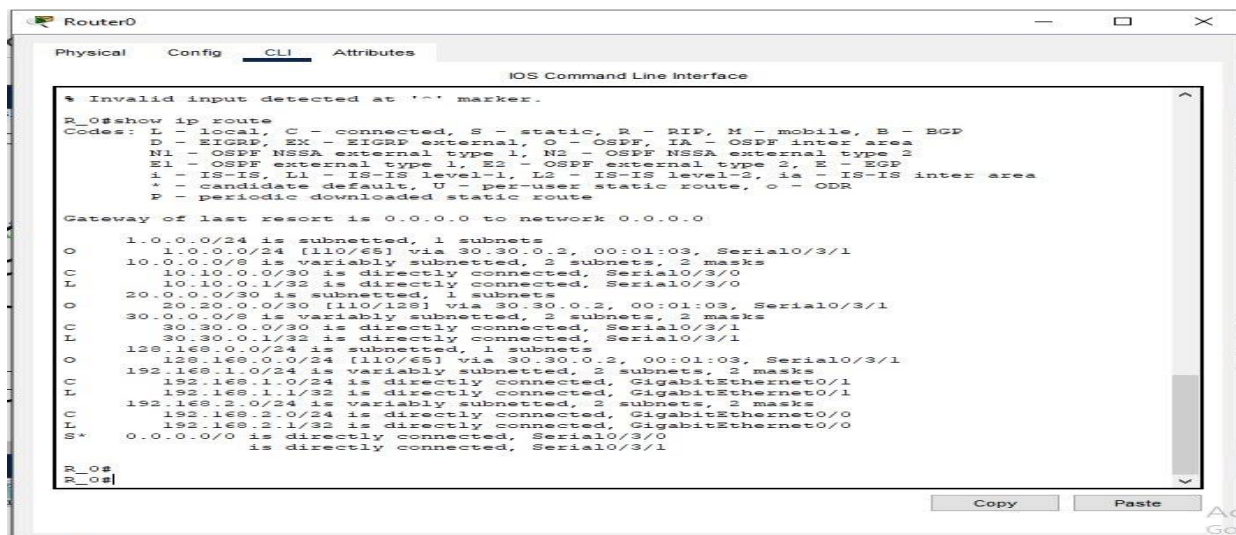 Router0
Physical Config CLI Attributes
IOS Command Line Interface
% Invalid input detected at '^' marker.
R_0#show ip route
Codes: L - local, C - connected, S - static, R - RIP, M - mobile, B - BGP
D - EIGRP, EX - EIGRP external, O - OSPF, IA - OSPF inter area
N1 - OSPF NSSA external type 1, N2 - OSPF NSSA external type 2
E1 - OSPF external type 1, E2 - OSPF external type 2, E - EGP
i - IS-IS, L1 - IS-IS level-1, L2 - IS-IS level-2, ia - IS-IS inter area
* - candidate default, U - per-user static route, o - ODR
P - periodic downloaded static route
Gateway of last resort is 0.0.0.0 to network 0.0.0.0
1.0.0.0/24 is subnetted, 1 subnets
O 1.0.0.0/24 [110/65] via 30.30.0.2, 00:01:03, Serial0/3/1
10.0.0.0/8 is variably subnetted, 2 subnets, 2 masks
C 10.10.0.0/30 is directly connected, Serial0/3/0
L 10.10.0.1/32 is directly connected, Serial0/3/0
20.0.0.0/30 is subnetted, 1 subnets
O 20.20.0.0/30 [110/128] via 30.30.0.2, 00:01:03, Serial0/3/1
30.0.0.0/8 is variably subnetted, 2 subnets, 2 masks
C 30.30.0.0/30 is directly connected, Serial0/3/1
L 30.30.0.1/32 is directly connected, Serial0/3/1
128.168.0.0/24 is subnetted, 1 subnets
O 128.168.0.0/24 [110/65] via 30.30.0.2, 00:01:03, Serial0/3/1
192.168.1.0/24 is variably subnetted, 2 subnets, 2 masks
C 192.168.1.0/24 is directly connected, GigabitEthernet0/1
L 192.168.1.1/32 is directly connected, GigabitEthernet0/1
192.168.2.0/24 is variably subnetted, 2 subnets, 2 masks
C 192.168.2.0/24 is directly connected, GigabitEthernet0/0
L 192.168.2.1/32 is directly connected, GigabitEthernet0/0
S* 0.0.0.0/0 is directly connected, Serial0/3/0
is directly connected, Serial0/3/1
R_0#
R_0#
Copy Paste